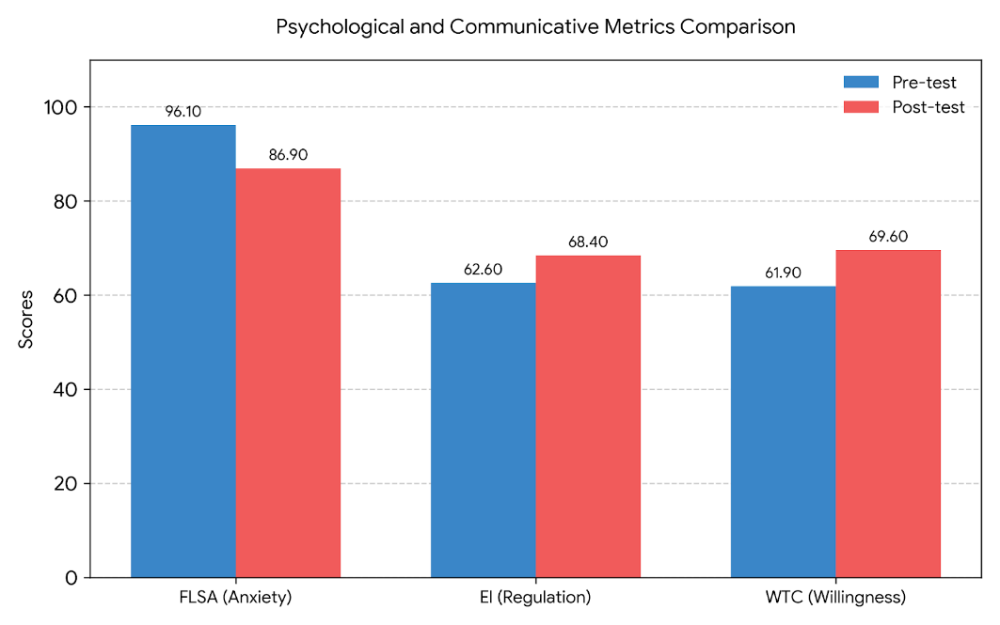 Psychological and Communicative Metrics Comparison
Pre-test
Post-test
100
80
60
40
20
0
Scores
96.10
86.90
62.60
68.40
61.90
69.60
FLSA (Anxiety)
EI (Regulation)
WTC (Willingness)